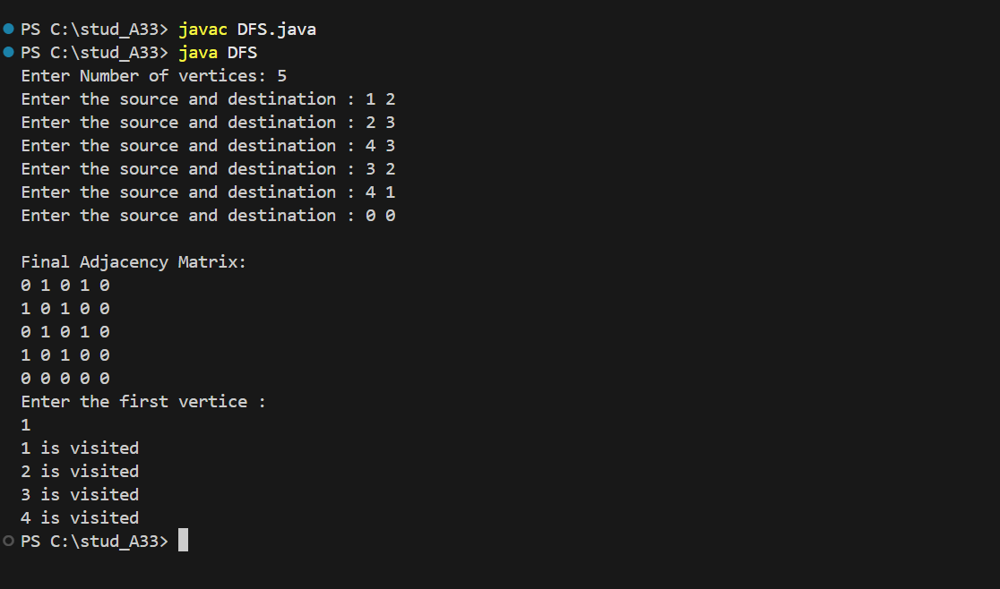 PS C:\stud_A33> javac DFS.java
PS C:\stud_A33> java DFS
Enter Number of vertices: 5
Enter the source and destination : 1 2
Enter the source and destination : 2 3
Enter the source and destination : 4 3
Enter the source and destination : 3 2
Enter the source and destination : 4 1
Enter the source and destination : 0 0
Final Adjacency Matrix:
0 1 0 1 0
1 0 1 0 0
0 1 0 1 0
1 0 1 0 0
0 0 0 0 0
Enter the first vertice :
1
1 is visited
2 is visited
3 is visited
4 is visited
PS C:\stud_A33>